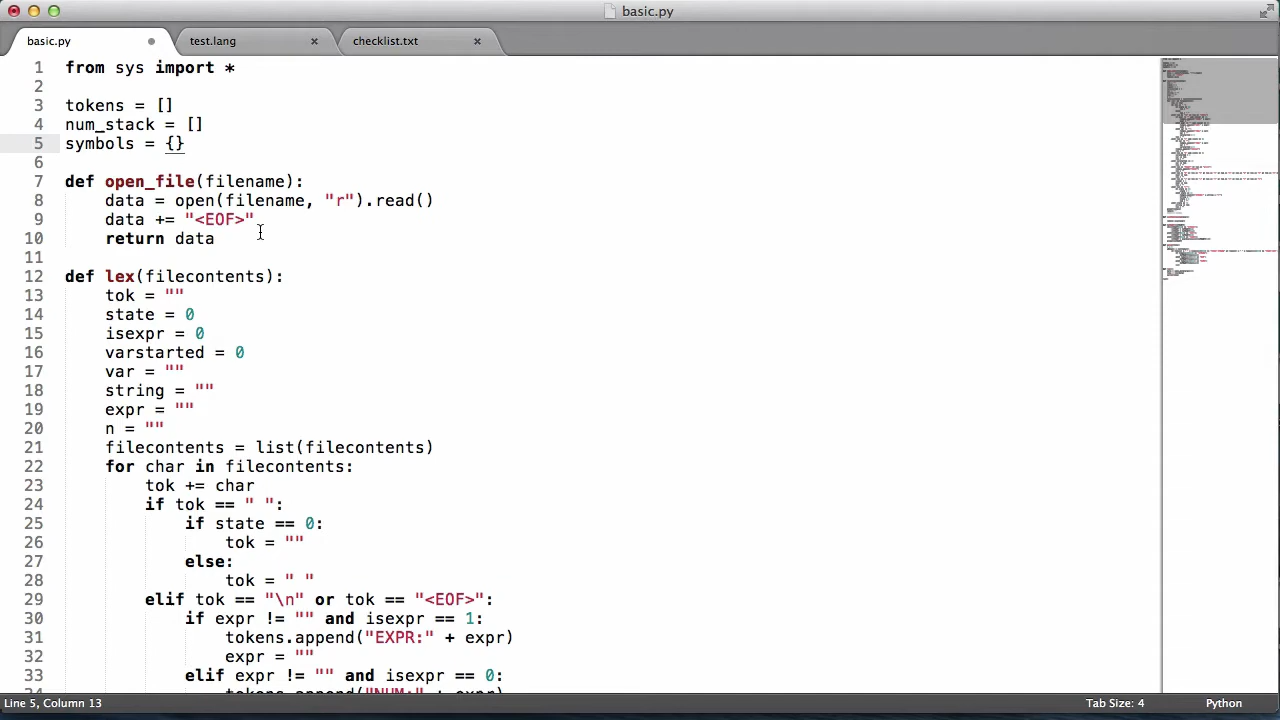 basic.py
basic.py test.lang checklist.txt
1 from sys import *
2
3 tokens = []
4 num_stack = []
5 symbols = {}
6
7 def open_file(filename):
8     data = open(filename, "r").read()
9     data += "<EOF>"
10     return data
11
12 def lex(filecontents):
13     tok = ""
14     state = 0
15     isexpr = 0
16     varstarted = 0
17     var = ""
18     string = ""
19     expr = ""
20     n = ""
21     filecontents = list(filecontents)
22     for char in filecontents:
23         tok += char
24         if tok == " ":
25             if state == 0:
26                 tok = ""
27             else:
28                 tok = " "
29         elif tok == "\n" or tok == "<EOF>":
30             if expr != "" and isexpr == 1:
31                 tokens.append("EXPR:" + expr)
32                 expr = ""
33             elif expr != "" and isexpr == 0:
34                 tokens.append("NUM:" + expr)
Line 5, Column 13 Tab Size: 4 Python